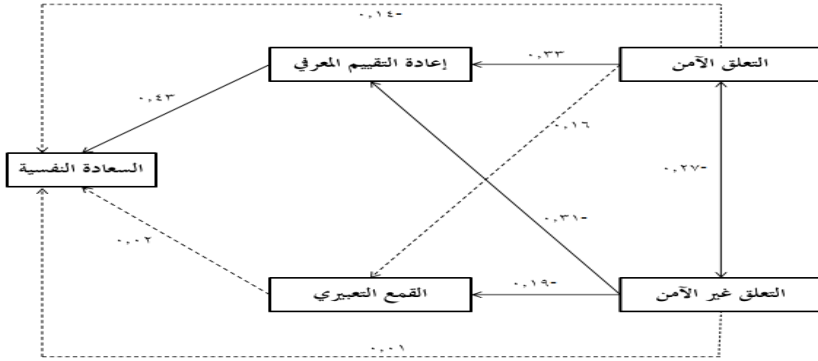 ٠,١٤-
التعلق الآمن
٠,٣٣
إعادة التقييم المعرفي
٠,٤٣
٠,١٦
السعادة النفسية
٠,٢٧-
٠,٣١-
٠,٠٢
التعلق غير الآمن
٠,١٩-
القمع التعبيري
٠,٠١